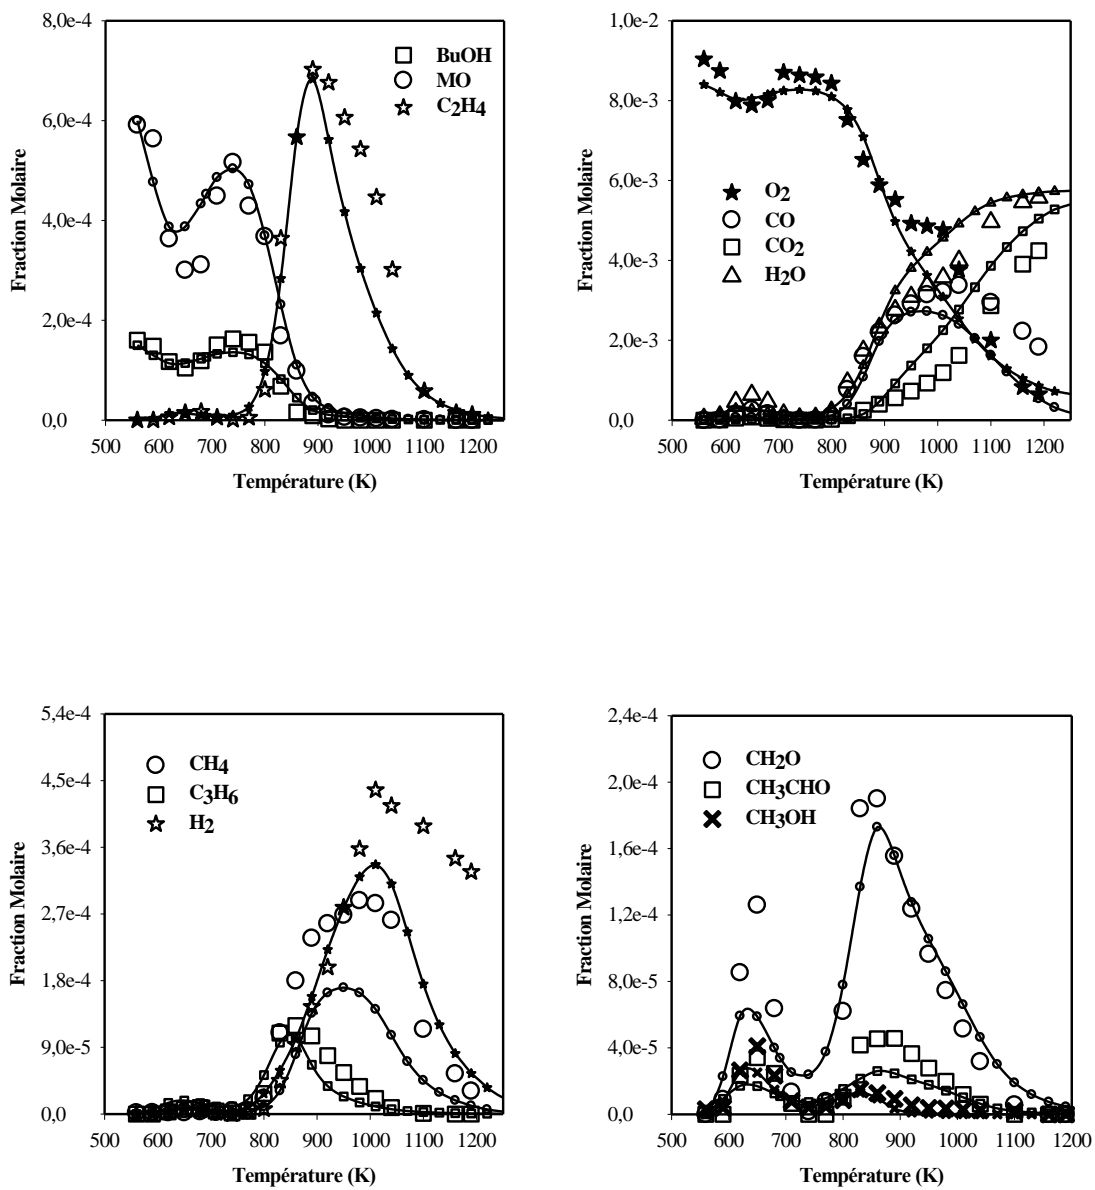 8,0e-4
6,0e-4
4,0e-4
2,0e-4
0,0
500 600 700 800 900 1000 1100 1200
Fraction Molaire
Température (K)
BuOH
MO
C2H4
1,0e-2
8,0e-3
6,0e-3
4,0e-3
2,0e-3
0,0
500 600 700 800 900 1000 1100 1200
Fraction Molaire
Température (K)
O2
CO
CO2
H2O
5,4e-4
4,5e-4
3,6e-4
2,7e-4
1,8e-4
9,0e-5
0,0
500 600 700 800 900 1000 1100 1200
Fraction Molaire
Température (K)
CH4
C3H6
H2
2,4e-4
2,0e-4
1,6e-4
1,2e-4
8,0e-5
4,0e-5
0,0
500 600 700 800 900 1000 1100 1200
Fraction Molaire
Température (K)
CH2O
CH3CHO
CH3OH